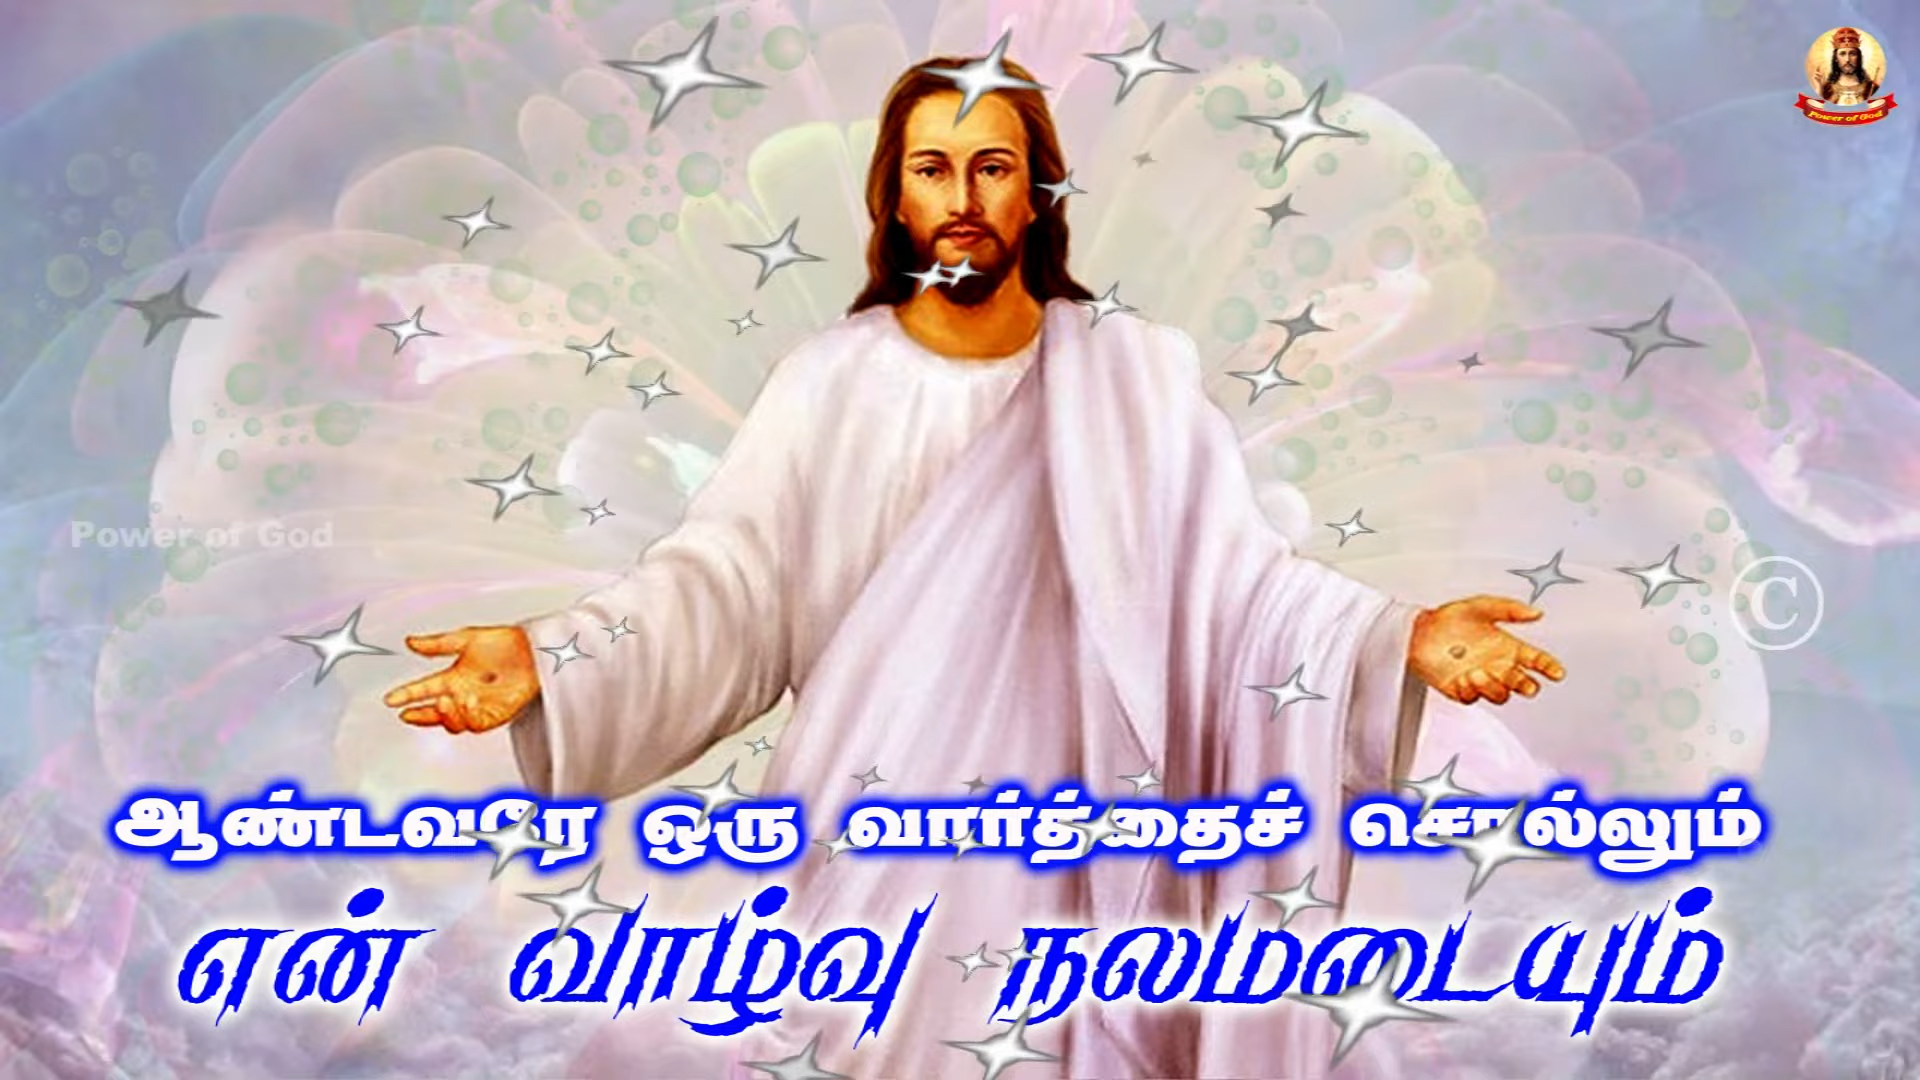 Power of God
Power of God
©
ஆண்டவரே ஒரு வார்த்தைச் சொல்லும்
என் வாழ்வு நலமடையும்